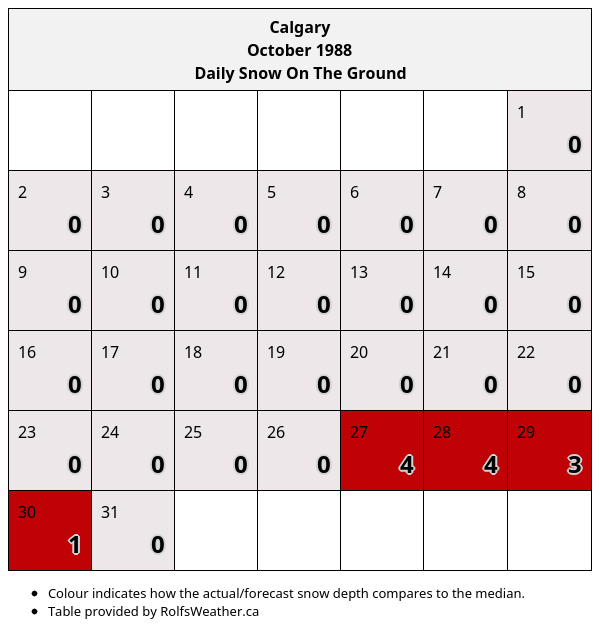 Calgary
October 1988
Daily Snow On The Ground
1
0
2 3 4 5 6 7 8
0 0 0 0 0 0 0
9 10 11 12 13 14 15
0 0 0 0 0 0 0
16 17 18 19 20 21 22
0 0 0 0 0 0 0
23 24 25 26 27 28 29
0 0 0 0 4 4 3
30 31
1 0
• Colour indicates how the actual/forecast snow depth compares to the median.
• Table provided by RolfsWeather.ca